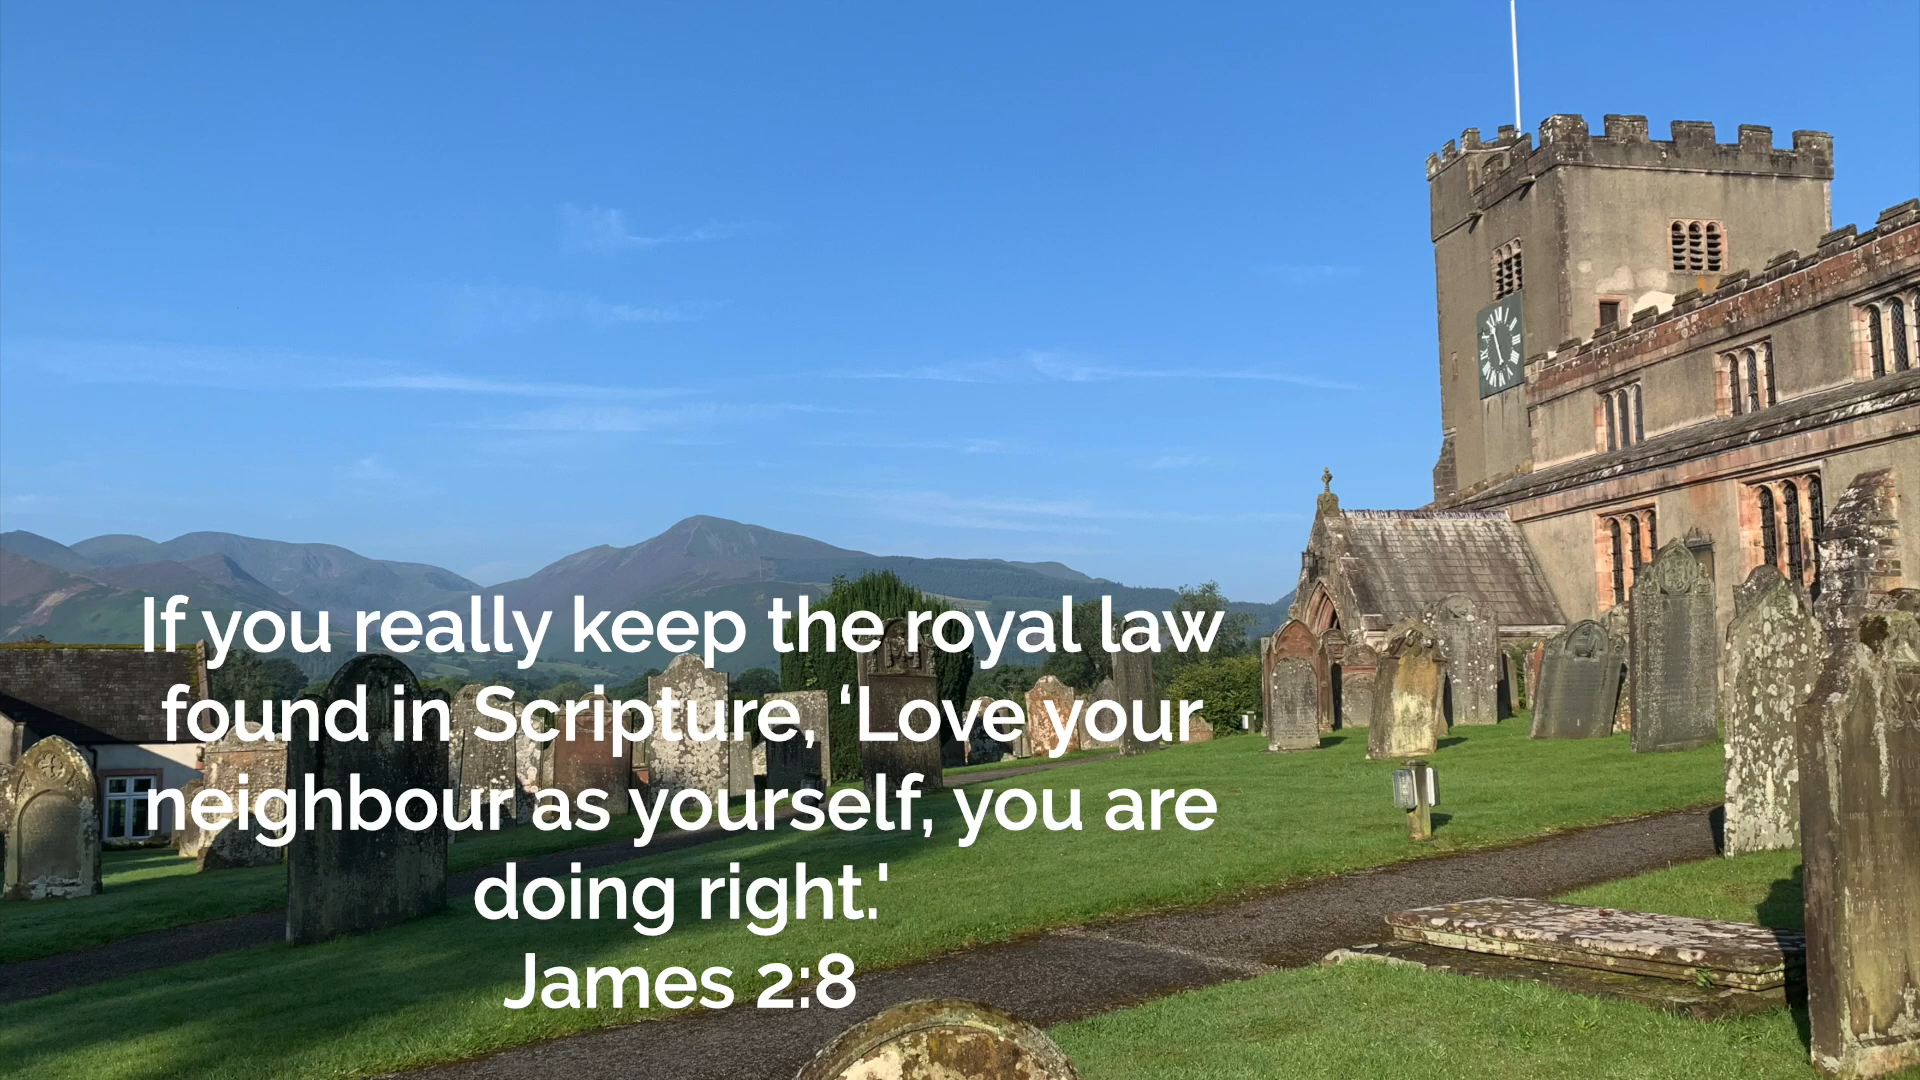 If you really keep the royal law
found in Scripture, ‘Love your
neighbour as yourself, you are
doing right.'
James 2:8